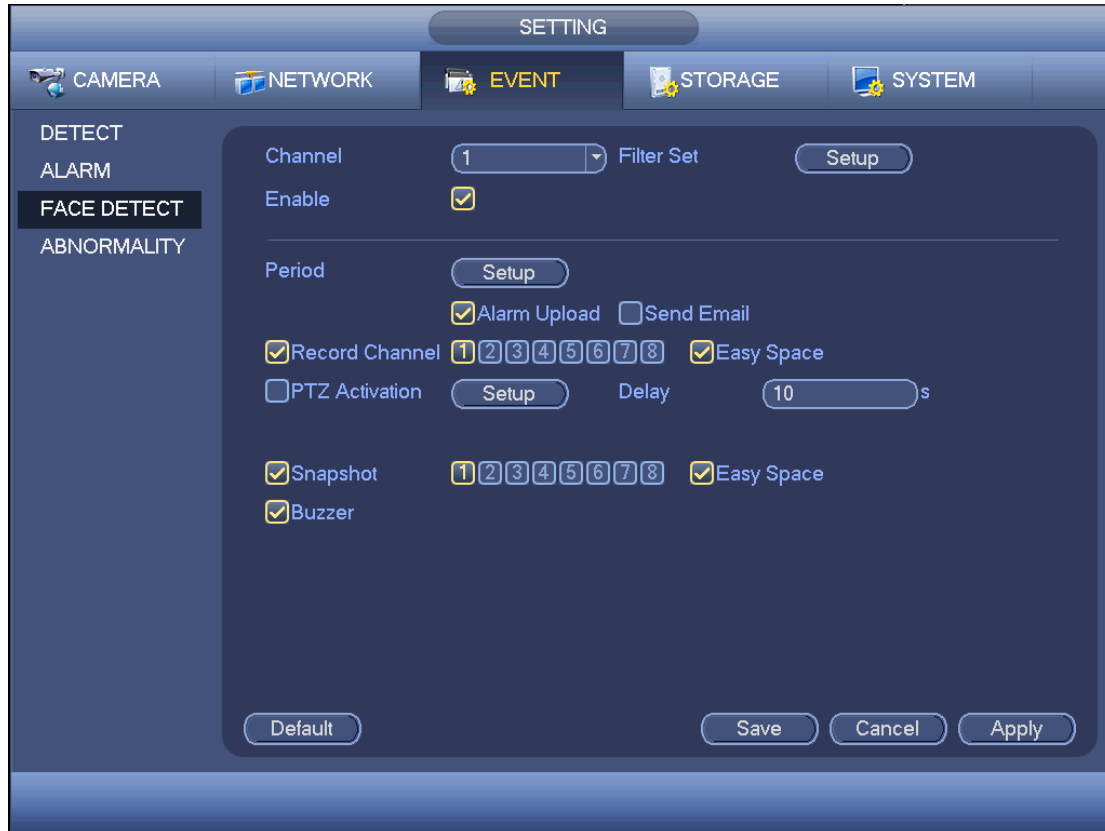 SETTING
CAMERA NETWORK EVENT STORAGE SYSTEM
DETECT
ALARM
FACE DETECT
ABNORMALITY
Channel 1 Filter Set Setup
Enable
Period Setup
Alarm Upload Send Email
Record Channel 1 2 3 4 5 6 7 8 Easy Space
PTZ Activation Setup Delay 10 s
Snapshot 1 2 3 4 5 6 7 8 Easy Space
Buzzer
Default Save Cancel Apply